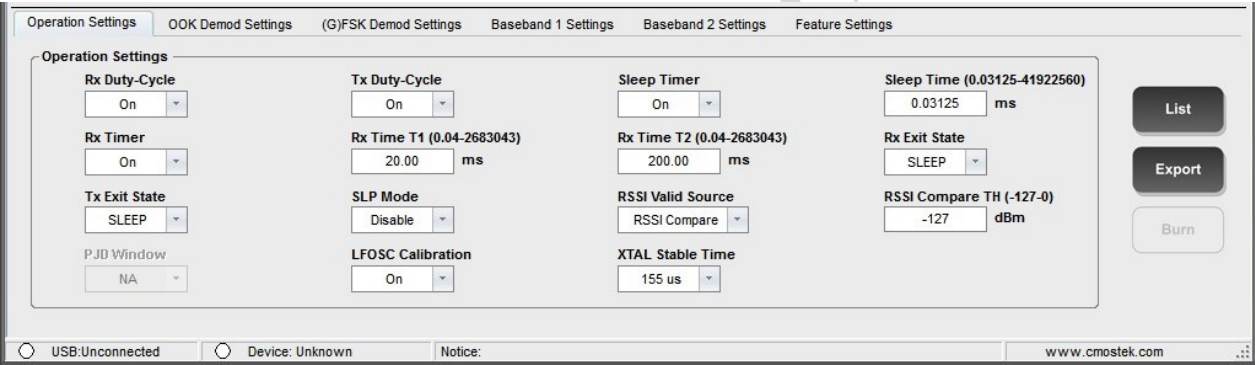 Operation Settings OOK Demod Settings (G)FSK Demod Settings Baseband 1 Settings Baseband 2 Settings Feature Settings
Operation Settings
Rx Duty-Cycle Tx Duty-Cycle Sleep Timer Sleep Time (0.03125-41922560)
On On On 0.03125 ms
List
Rx Timer Rx Time T1 (0.04-2683043) Rx Time T2 (0.04-2683043) Rx Exit State
On 20.00 ms 200.00 ms SLEEP
Export
Tx Exit State SLP Mode RSSI Valid Source RSSI Compare TH (-127-0)
SLEEP Disable RSSI Compare -127 dBm
Burn
PJD Window LFOSC Calibration XTAL Stable Time
NA On 155 us
USB:Unconnected Device: Unknown Notice: www.cmostek.com